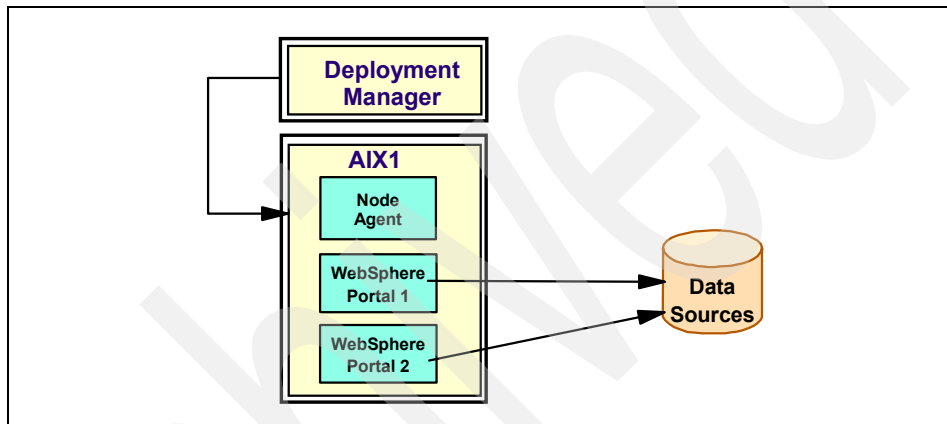 Deployment
Manager
AIX1
Node
Agent
WebSphere
Portal 1
WebSphere
Portal 2
Data
Sources